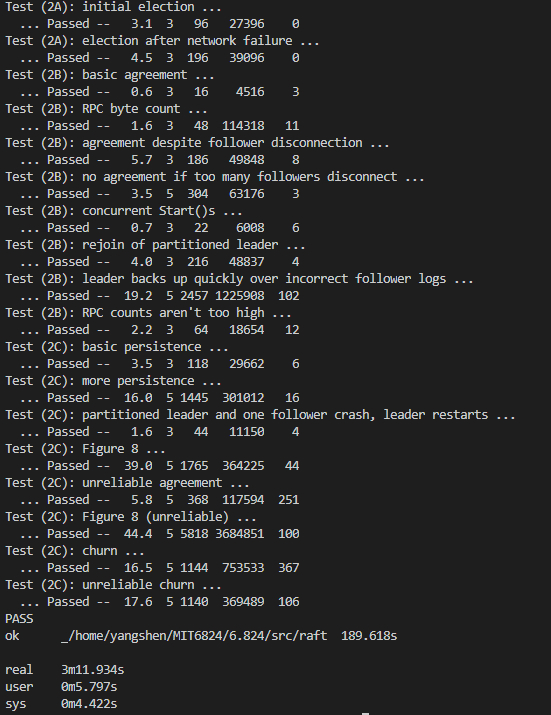 Test (2A): initial election ...
  ... Passed --   3.1  3   96   27396    0
Test (2A): election after network failure ...
  ... Passed --   4.5  3  196   39096    0
Test (2B): basic agreement ...
  ... Passed --   0.6  3   16    4516    3
Test (2B): RPC byte count ...
  ... Passed --   1.6  3   48  114318   11
Test (2B): agreement despite follower disconnection ...
  ... Passed --   5.7  3  186   49848    8
Test (2B): no agreement if too many followers disconnect ...
  ... Passed --   3.5  5  304   63176    3
Test (2B): concurrent Start()s ...
  ... Passed --   0.7  3   22    6008    6
Test (2B): rejoin of partitioned leader ...
  ... Passed --   4.0  3  216   48837    4
Test (2B): leader backs up quickly over incorrect follower logs ...
  ... Passed --  19.2  5 2457 1225908  102
Test (2B): RPC counts aren't too high ...
  ... Passed --   2.2  3   64   18654   12
Test (2C): basic persistence ...
  ... Passed --   3.5  3  118   29662    6
Test (2C): more persistence ...
  ... Passed --  16.0  5 1445  301012   16
Test (2C): partitioned leader and one follower crash, leader restarts ...
  ... Passed --   1.6  3   44   11150    4
Test (2C): Figure 8 ...
  ... Passed --  39.0  5 1765  364225   44
Test (2C): unreliable agreement ...
  ... Passed --   5.8  5  368  117594  251
Test (2C): Figure 8 (unreliable) ...
  ... Passed --  44.4  5 5818 3684851  100
Test (2C): churn ...
  ... Passed --  16.5  5 1144  753533  367
Test (2C): unreliable churn ...
  ... Passed --  17.6  5 1140  369489  106
PASS
ok      _/home/yangshen/MIT6824/6.824/src/raft  189.618s
real    3m11.934s
user    0m5.797s
sys     0m4.422s